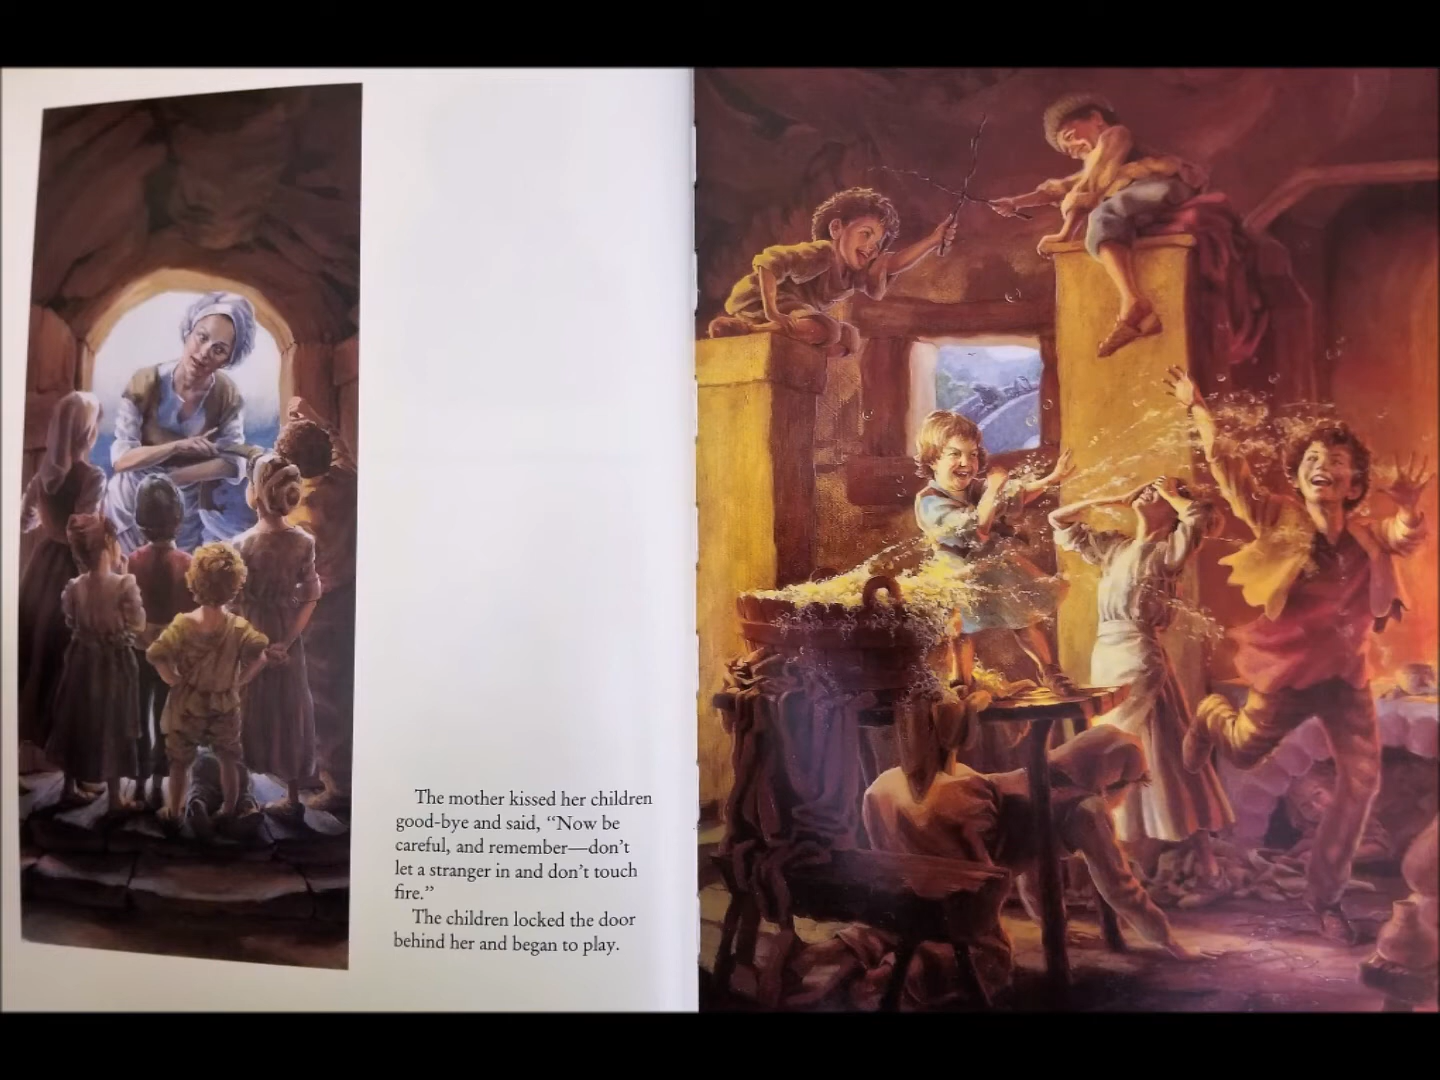 The mother kissed her children
good-bye and said, “Now be
careful, and remember—don’t
let a stranger in and don’t touch
fire.”
The children locked the door
behind her and began to play.